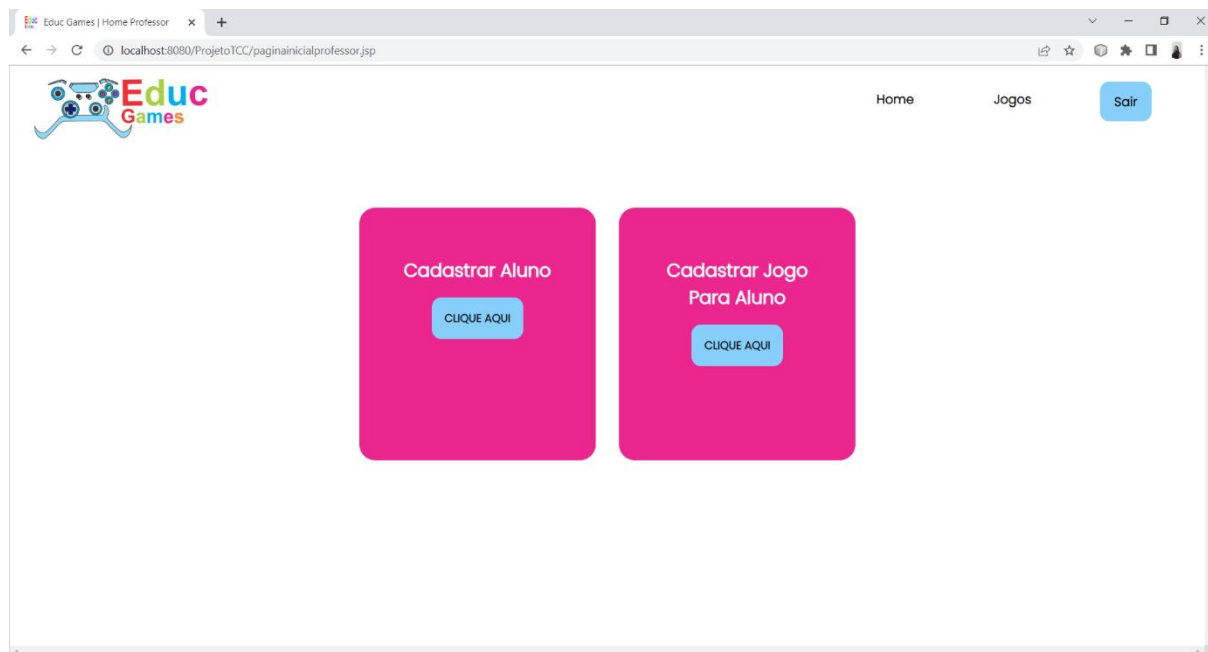 Educ Games | Home Professor
localhost:8080/ProjetoTCC/paginainicialprofessor.jsp
Educ
Games
Home
Jogos
Sair
Cadastrar Aluno
CLIQUE AQUI
Cadastrar Jogo
Para Aluno
CLIQUE AQUI